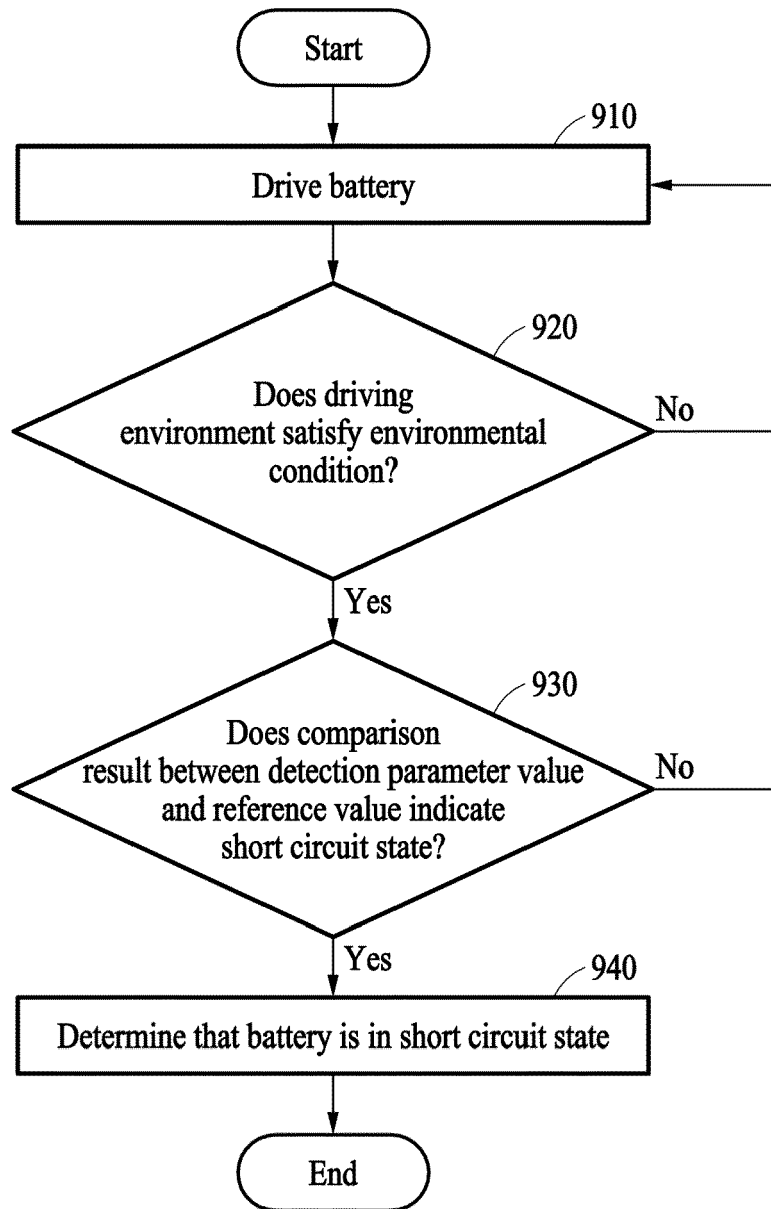 Start
910
Drive battery
920
Does driving
environment satisfy environmental
condition?
No
Yes
930
Does comparison
result between detection parameter value
and reference value indicate
short circuit state?
No
Yes
940
Determine that battery is in short circuit state
End